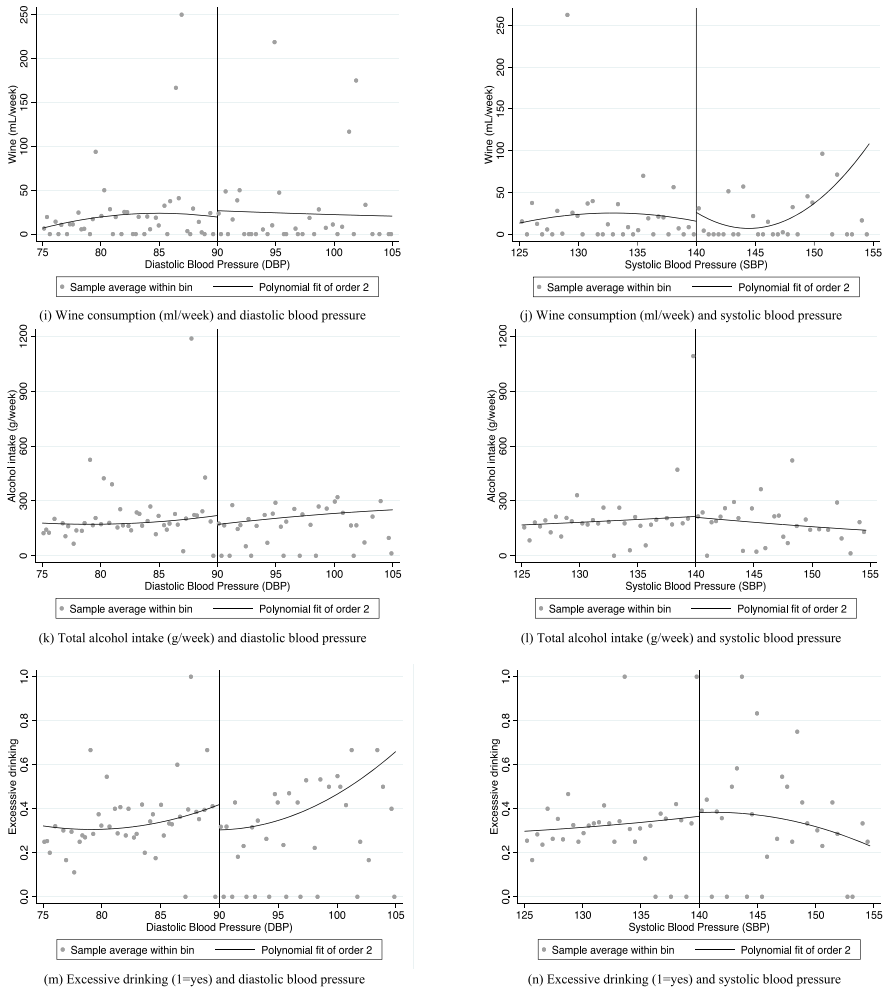 250
200
150
100
50
0
Wine (mL/week)
75 80 85 90 95 100 105
Diastolic Blood Pressure (DBP)
Sample average within bin Polynomial fit of order 2
(i) Wine consumption (ml/week) and diastolic blood pressure
250
200
150
100
50
0
Wine (mL/week)
125 130 135 140 145 150 155
Systolic Blood Pressure (SBP)
Sample average within bin Polynomial fit of order 2
(j) Wine consumption (ml/week) and systolic blood pressure
1200
900
600
300
0
Alcohol intake (g/week)
75 80 85 90 95 100 105
Diastolic Blood Pressure (DBP)
Sample average within bin Polynomial fit of order 2
(k) Total alcohol intake (g/week) and diastolic blood pressure
1200
900
600
300
0
Alcohol intake (g/week)
125 130 135 140 145 150 155
Systolic Blood Pressure (SBP)
Sample average within bin Polynomial fit of order 2
(l) Total alcohol intake (g/week) and systolic blood pressure
1.0
0.8
0.6
0.4
0.2
0.0
Excesssive drinking
75 80 85 90 95 100 105
Diastolic Blood Pressure (DBP)
Sample average within bin Polynomial fit of order 2
(m) Excessive drinking (1=yes) and diastolic blood pressure
1.0
0.8
0.6
0.4
0.2
0.0
Excesssive drinking
125 130 135 140 145 150 155
Systolic Blood Pressure (SBP)
Sample average within bin Polynomial fit of order 2
(n) Excessive drinking (1=yes) and systolic blood pressure